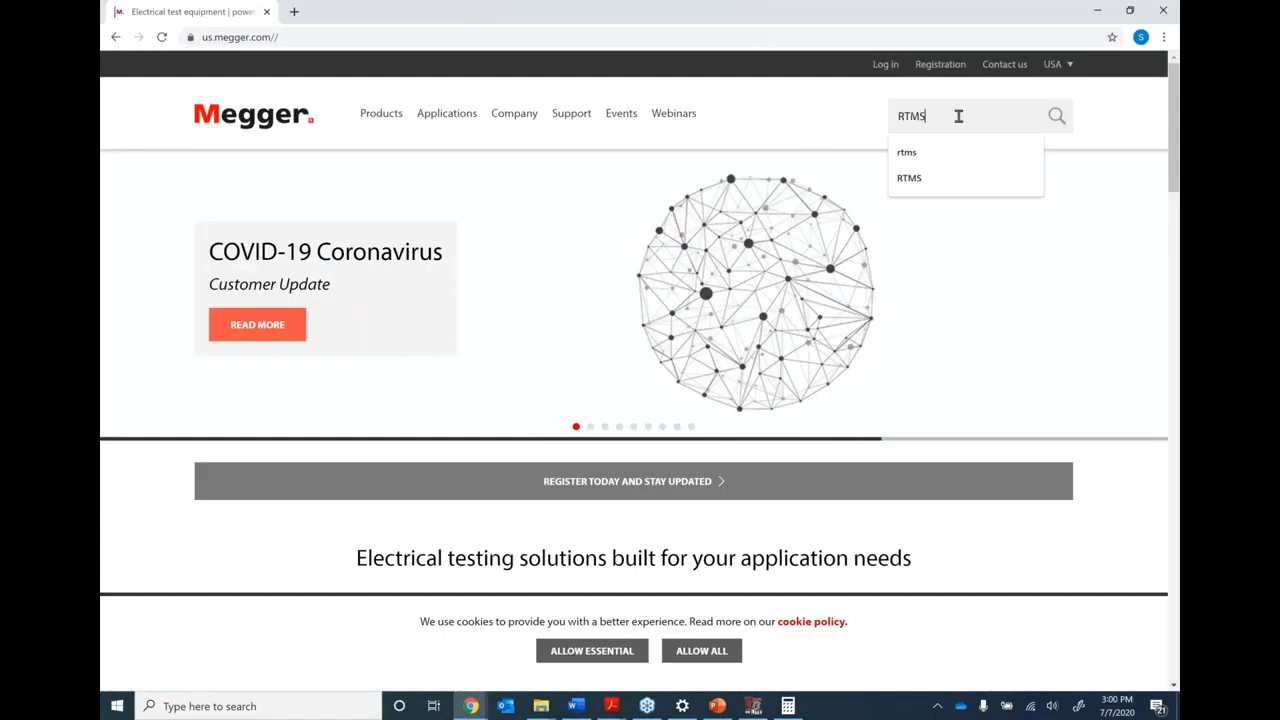 Electrical test equipment | power
us.megger.com//
S
Log in Registration Contact us USA
Megger.
Products Applications Company Support Events Webinars
RTMS
rtms
RTMS
COVID-19 Coronavirus
Customer Update
READ MORE
REGISTER TODAY AND STAY UPDATED
Electrical testing solutions built for your application needs
We use cookies to provide you with a better experience. Read more on our cookie policy.
ALLOW ESSENTIAL ALLOW ALL
Type here to search
3:00 PM
7/7/2020
21